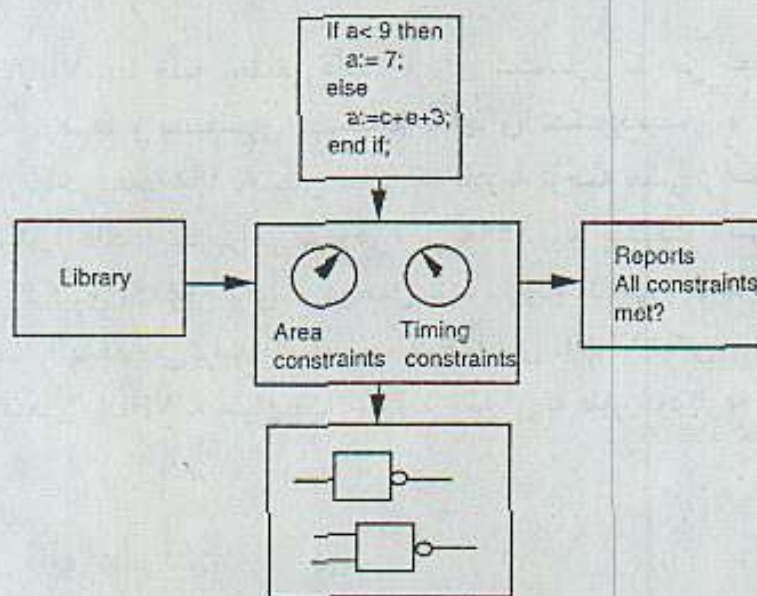 If a< 9 then
a:= 7;
else
a:=c+e+3;
end if;
Library
Area
constraints
Timing
constraints
Reports
All constraints
met?